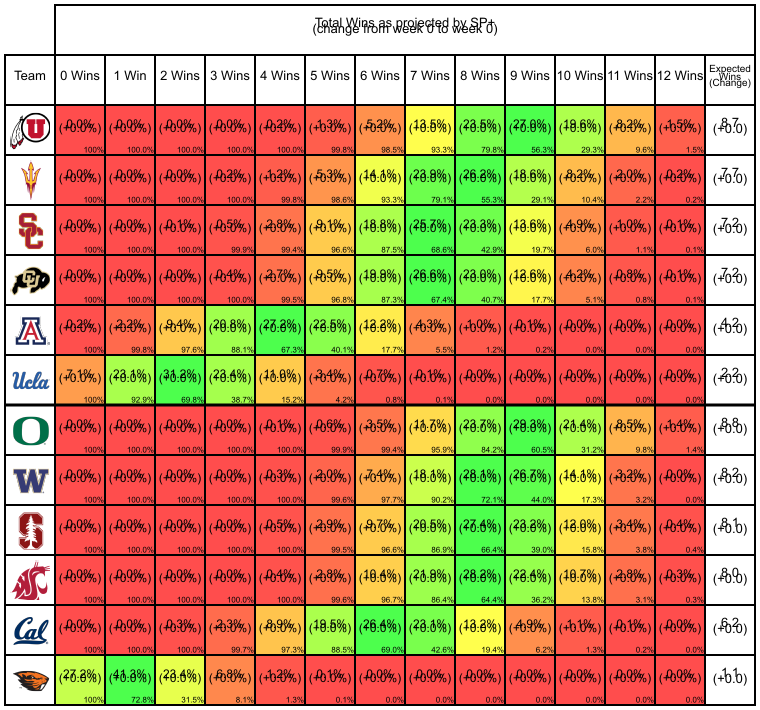 Total Wins as projected by SP+
(change from week 0 to week 0)
Team 0 Wins 1 Win 2 Wins 3 Wins 4 Wins 5 Wins 6 Wins 7 Wins 8 Wins 9 Wins 10 Wins 11 Wins 12 Wins Expected Wins (Change)
U
0.0% 0.0% 0.0% 0.0% 0.2% 1.3% 5.2% 13.5% 23.5% 27.0% 19.6% 8.2% 1.5% 8.7
(+0.0%) (+0.0%) (+0.0%) (+0.0%) (+0.0%) (+0.0%) (+0.0%) (+0.0%) (+0.0%) (+0.0%) (+0.0%) (+0.0%) (+0.0%) (+0.0)
100% 100.0% 100.0% 100.0% 100.0% 99.8% 98.5% 93.3% 79.8% 56.3% 29.3% 9.6% 1.5%
0.0% 0.0% 0.0% 0.2% 1.2% 5.3% 14.1% 23.9% 26.2% 18.6% 8.2% 2.0% 0.2% 7.7
(+0.0%) (+0.0%) (+0.0%) (+0.0%) (+0.0%) (+0.0%) (+0.0%) (+0.0%) (+0.0%) (+0.0%) (+0.0%) (+0.0%) (+0.0%) (+0.0)
100% 100.0% 100.0% 100.0% 99.8% 98.6% 93.3% 79.1% 55.3% 29.1% 10.4% 2.2% 0.2%
SC
0.0% 0.0% 0.1% 0.5% 2.8% 9.1% 18.8% 25.7% 23.3% 13.6% 4.9% 1.0% 0.1% 7.2
(+0.0%) (+0.0%) (+0.0%) (+0.0%) (+0.0%) (+0.0%) (+0.0%) (+0.0%) (+0.0%) (+0.0%) (+0.0%) (+0.0%) (+0.0%) (+0.0)
100% 100.0% 100.0% 99.9% 99.4% 96.6% 87.5% 68.6% 42.9% 19.7% 6.0% 1.1% 0.1%
CU
0.0% 0.0% 0.0% 0.4% 2.7% 9.5% 19.9% 26.6% 23.0% 12.6% 4.2% 0.8% 0.1% 7.2
(+0.0%) (+0.0%) (+0.0%) (+0.0%) (+0.0%) (+0.0%) (+0.0%) (+0.0%) (+0.0%) (+0.0%) (+0.0%) (+0.0%) (+0.0%) (+0.0)
100% 100.0% 100.0% 100.0% 99.5% 96.8% 87.3% 67.4% 40.7% 17.7% 5.1% 0.8% 0.1%
A
0.2% 2.2% 9.4% 20.8% 27.2% 22.5% 12.2% 4.3% 1.0% 0.1% 0.0% 0.0% 0.0% 4.2
(+0.0%) (+0.0%) (+0.0%) (+0.0%) (+0.0%) (+0.0%) (+0.0%) (+0.0%) (+0.0%) (+0.0%) (+0.0%) (+0.0%) (+0.0%) (+0.0)
100% 99.8% 97.6% 88.1% 67.3% 40.1% 17.7% 5.5% 1.2% 0.2% 0.0% 0.0% 0.0%
Ucla
7.1% 23.1% 31.2% 23.4% 11.0% 3.4% 0.7% 0.1% 0.0% 0.0% 0.0% 0.0% 0.0% 2.2
(+0.0%) (+0.0%) (+0.0%) (+0.0%) (+0.0%) (+0.0%) (+0.0%) (+0.0%) (+0.0%) (+0.0%) (+0.0%) (+0.0%) (+0.0%) (+0.0)
100% 92.9% 69.8% 38.7% 15.2% 4.2% 0.8% 0.1% 0.0% 0.0% 0.0% 0.0% 0.0%
O
0.0% 0.0% 0.0% 0.0% 0.1% 0.6% 3.5% 11.7% 23.7% 29.3% 21.4% 8.5% 1.4% 8.8
(+0.0%) (+0.0%) (+0.0%) (+0.0%) (+0.0%) (+0.0%) (+0.0%) (+0.0%) (+0.0%) (+0.0%) (+0.0%) (+0.0%) (+0.0%) (+0.0)
100% 100.0% 100.0% 100.0% 100.0% 99.9% 99.4% 95.9% 84.2% 60.5% 31.2% 9.8% 1.4%
W
0.0% 0.0% 0.0% 0.0% 0.3% 2.0% 7.4% 18.1% 28.1% 26.7% 14.1% 3.2% 0.0% 8.2
(+0.0%) (+0.0%) (+0.0%) (+0.0%) (+0.0%) (+0.0%) (+0.0%) (+0.0%) (+0.0%) (+0.0%) (+0.0%) (+0.0%) (+0.0%) (+0.0)
100% 100.0% 100.0% 100.0% 100.0% 99.6% 97.7% 90.2% 72.1% 44.0% 17.3% 3.2% 0.0%
S
0.0% 0.0% 0.0% 0.0% 0.5% 2.9% 9.7% 20.5% 27.4% 23.2% 12.0% 3.4% 0.4% 8.1
(+0.0%) (+0.0%) (+0.0%) (+0.0%) (+0.0%) (+0.0%) (+0.0%) (+0.0%) (+0.0%) (+0.0%) (+0.0%) (+0.0%) (+0.0%) (+0.0)
100% 100.0% 100.0% 100.0% 100.0% 99.5% 96.6% 86.9% 66.4% 39.0% 15.8% 3.8% 0.4%
0.0% 0.0% 0.0% 0.0% 0.4% 2.8% 10.4% 21.9% 28.2% 22.4% 10.7% 2.8% 0.3% 8.0
(+0.0%) (+0.0%) (+0.0%) (+0.0%) (+0.0%) (+0.0%) (+0.0%) (+0.0%) (+0.0%) (+0.0%) (+0.0%) (+0.0%) (+0.0%) (+0.0)
100% 100.0% 100.0% 100.0% 100.0% 99.6% 96.7% 86.4% 64.4% 36.2% 13.8% 3.1% 0.3%
Cal
0.0% 0.0% 0.3% 2.3% 8.9% 19.5% 26.4% 23.1% 13.2% 4.9% 1.1% 0.1% 0.0% 6.2
(+0.0%) (+0.0%) (+0.0%) (+0.0%) (+0.0%) (+0.0%) (+0.0%) (+0.0%) (+0.0%) (+0.0%) (+0.0%) (+0.0%) (+0.0%) (+0.0)
100% 100.0% 100.0% 99.7% 97.3% 88.5% 69.0% 42.6% 19.4% 6.2% 1.3% 0.2% 0.0%
27.2% 41.3% 23.4% 6.8% 1.2% 0.1% 0.0% 0.0% 0.0% 0.0% 0.0% 0.0% 0.0% 1.1
(+0.0%) (+0.0%) (+0.0%) (+0.0%) (+0.0%) (+0.0%) (+0.0%) (+0.0%) (+0.0%) (+0.0%) (+0.0%) (+0.0%) (+0.0%) (+0.0)
100% 72.8% 31.5% 8.1% 1.3% 0.1% 0.0% 0.0% 0.0% 0.0% 0.0% 0.0% 0.0%